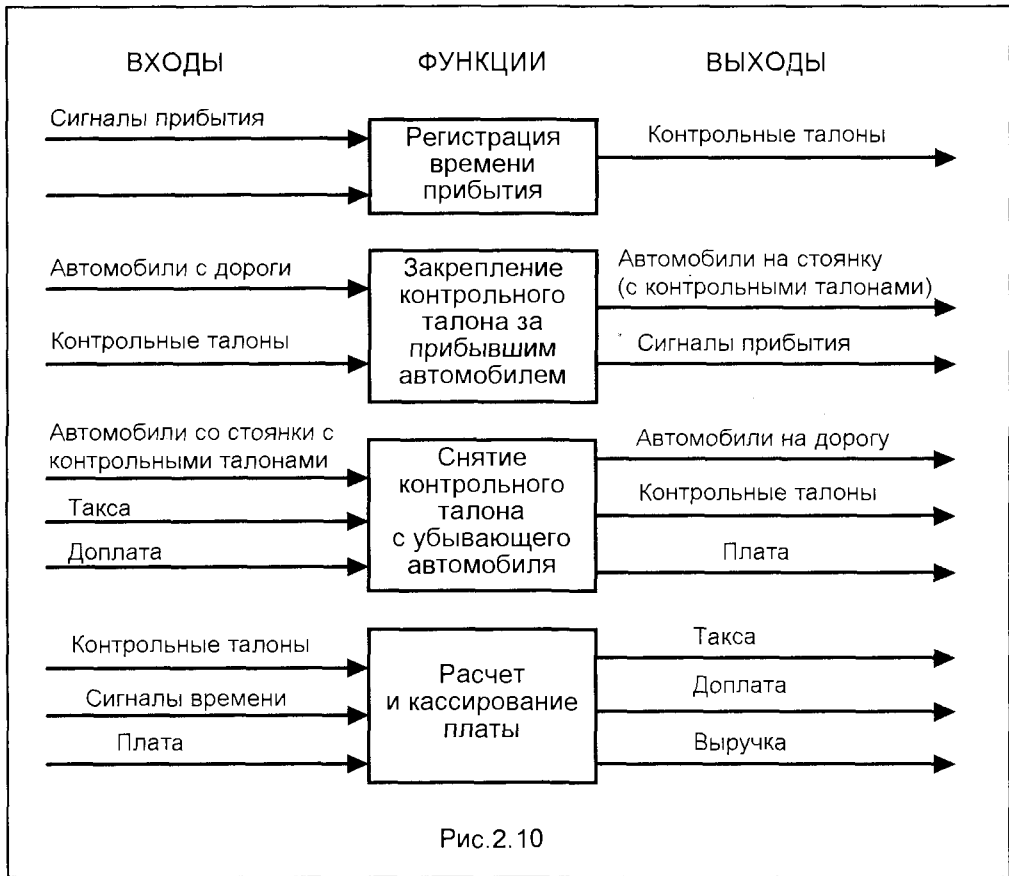 ВХОДЫ
ФУНКЦИИ
ВЫХОДЫ
Сигналы прибытия
Регистрация
времени
прибытия
Контрольные талоны
Автомобили с дороги
Контрольные талоны
Закрепление
контрольного
талона за
прибывшим
автомобилем
Автомобили на стоянку
(с контрольными талонами)
Сигналы прибытия
Автомобили со стоянки с
контрольными талонами
Такса
Доплата
Снятие
контрольного
талона
с убывающего
автомобиля
Автомобили на дорогу
Контрольные талоны
Плата
Контрольные талоны
Сигналы времени
Плата
Расчет
и кассирование
платы
Такса
Доплата
Выручка
Рис.2.10